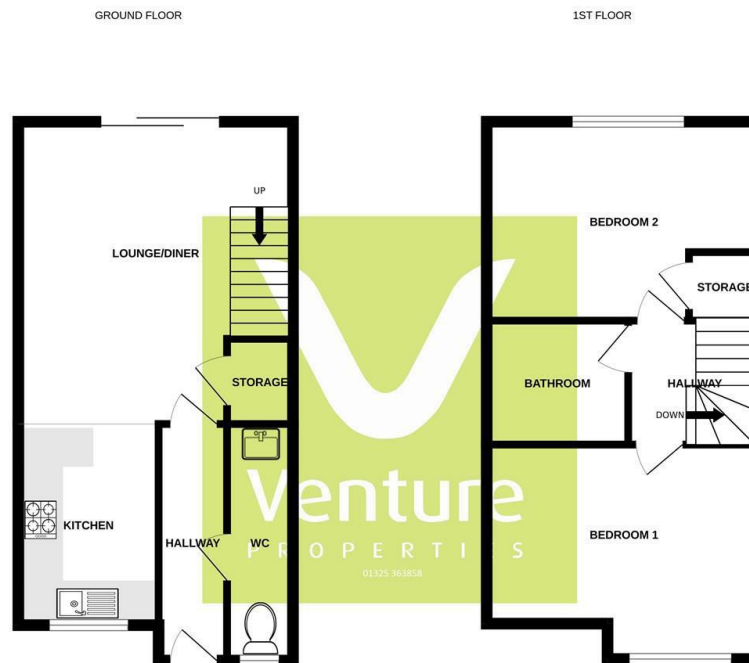 GROUND FLOOR
1ST FLOOR
UP
LOUNGE/DINER
STORAGE
KITCHEN
HALLWAY
WC
BEDROOM 2
STORAGE
BATHROOM
HALLWAY
DOWN
BEDROOM 1
Venture
PROPERTIES
01325 363858